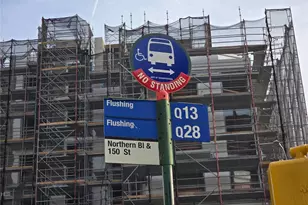 NO STANDING
Q13
Flushing
Flushing
Q28
Northern Bl &
150 St